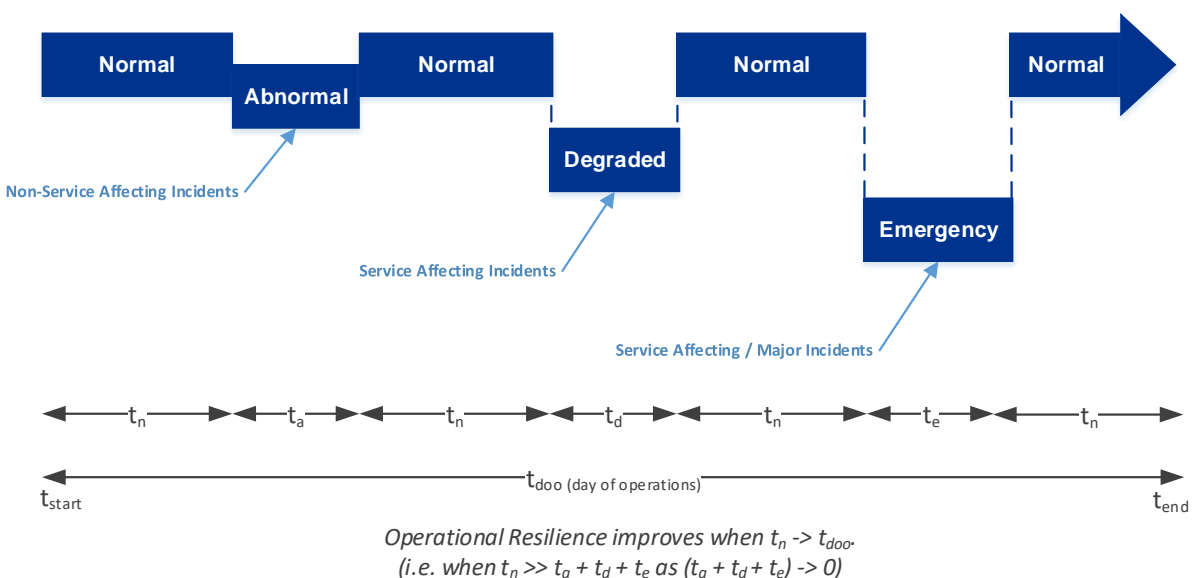 Normal Normal Normal Normal
Abnormal
Degraded
Non-Service Affecting Incidents
Emergency
Service Affecting Incidents
Service Affecting / Major Incidents
tn ta tn td tn te tn
tdoo (day of operations)
tstart tend
Operational Resilience improves when tn -> tdoo.
(i.e. when tn >> ta + td + te as (ta + td + te) -> 0)